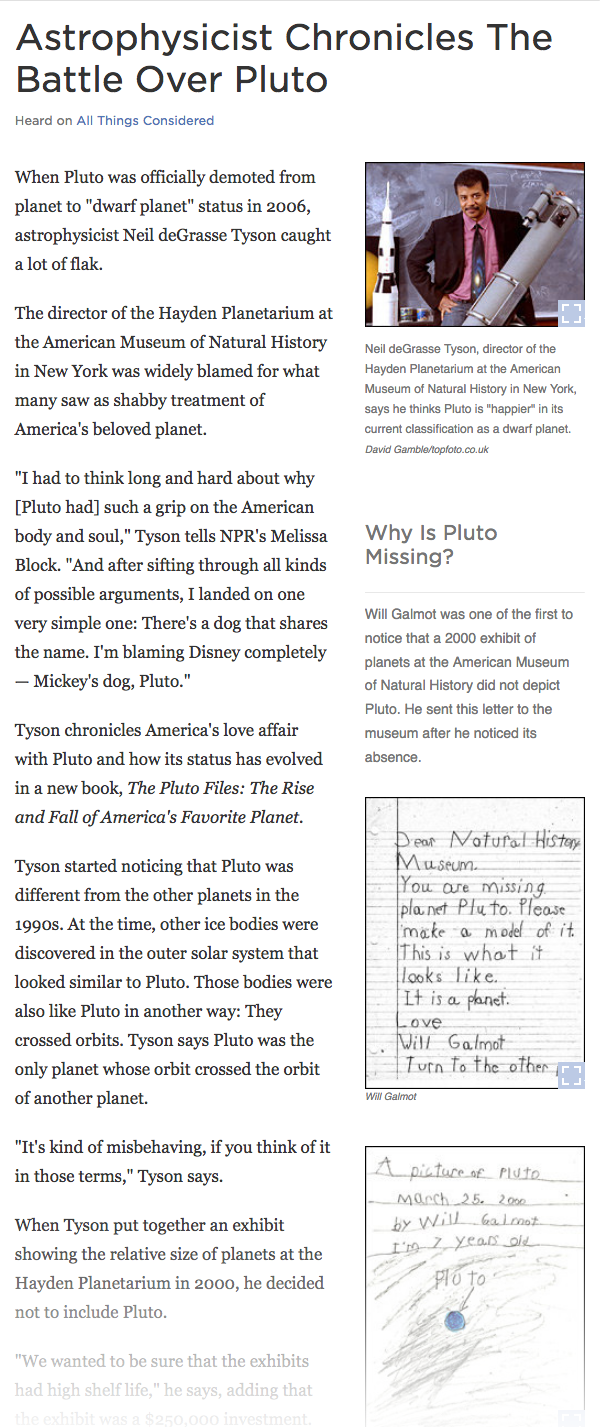 Astrophysicist Chronicles The
Battle Over Pluto
Heard on All Things Considered
When Pluto was officially demoted from
planet to "dwarf planet" status in 2006,
astrophysicist Neil deGrasse Tyson caught
a lot of flak.
The director of the Hayden Planetarium at
the American Museum of Natural History
in New York was widely blamed for what
many saw as shabby treatment of
America's beloved planet.
"I had to think long and hard about why
[Pluto had] such a grip on the American
body and soul," Tyson tells NPR's Melissa
Block. "And after sifting through all kinds
of possible arguments, I landed on one
very simple one: There's a dog that shares
the name. I'm blaming Disney completely
— Mickey's dog, Pluto."
Tyson chronicles America's love affair
with Pluto and how its status has evolved
in a new book, The Pluto Files: The Rise
and Fall of America's Favorite Planet.
Tyson started noticing that Pluto was
different from the other planets in the
1990s. At the time, other ice bodies were
discovered in the outer solar system that
looked similar to Pluto. Those bodies were
also like Pluto in another way: They
crossed orbits. Tyson says Pluto was the
only planet whose orbit crossed the orbit
of another planet.
"It's kind of misbehaving, if you think of it
in those terms," Tyson says.
When Tyson put together an exhibit
showing the relative size of planets at the
Hayden Planetarium in 2000, he decided
not to include Pluto.
"We wanted to be sure that the exhibits
had high shelf life," he says, adding that
the exhibit was a $250,000 investment.
Neil deGrasse Tyson, director of the
Hayden Planetarium at the American
Museum of Natural History in New York,
says he thinks Pluto is "happier" in its
current classification as a dwarf planet.
David Gamble/topfoto.co.uk
Why Is Pluto
Missing?
Will Galmot was one of the first to
notice that a 2000 exhibit of
planets at the American Museum
of Natural History did not depict
Pluto. He sent this letter to the
museum after he noticed its
absence.
Dear Natural History
Museum.
You are missing
planet Pluto. Please
make a model of it.
This is what it
looks like.
It is a planet.
Love
Will Galmot
Turn to the other
Will Galmot
A picture of Pluto
March 25. 2000
by Will Galmot
I'm 7 years old
Pluto